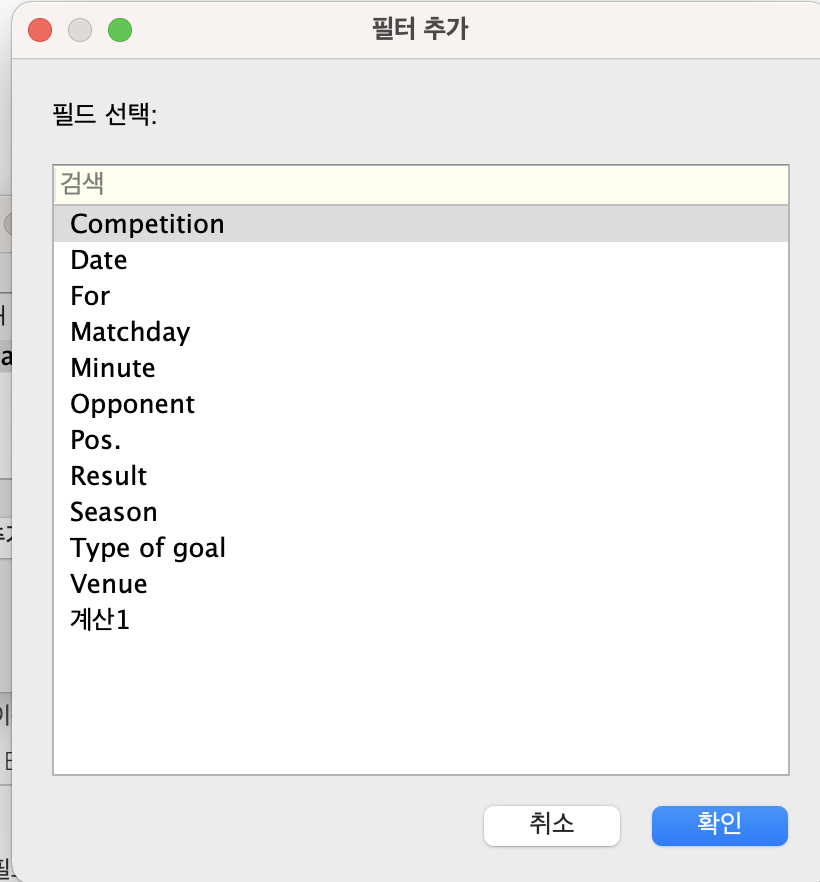 필터 추가
필드 선택:
검색
Competition
Date
For
Matchday
Minute
Opponent
Pos.
Result
Season
Type of goal
Venue
계산1
취소
확인